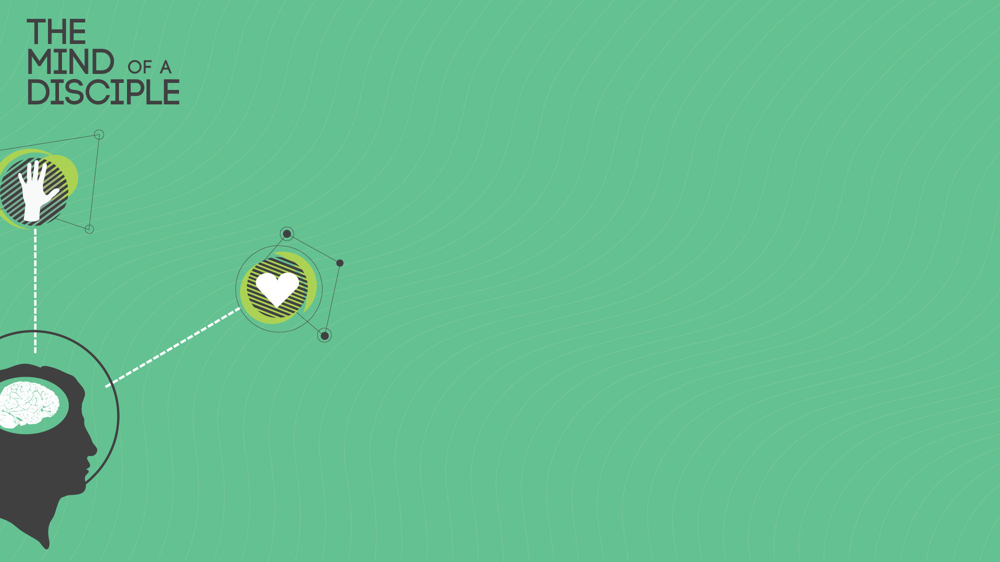 THE
MIND OF A
DISCIPLE